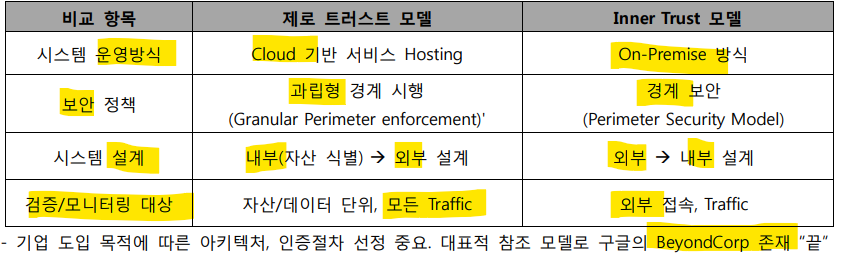 비교 항목 제로 트러스트 모델 Inner Trust 모델
시스템 운영방식 Cloud 기반 서비스 Hosting On-Premise 방식
보안 정책 과립형 경계 시행 경계 보안
(Granular Perimeter enforcement)' (Perimeter Security Model)
시스템 설계 내부(자산 식별) → 외부 설계 외부 → 내부 설계
검증/모니터링 대상 자산/데이터 단위, 모든 Traffic 외부 접속, Traffic
- 기업 도입 목적에 따른 아키텍처, 인증절차 선정 중요. 대표적 참조 모델로 구글의 BeyondCorp 존재 "끝"